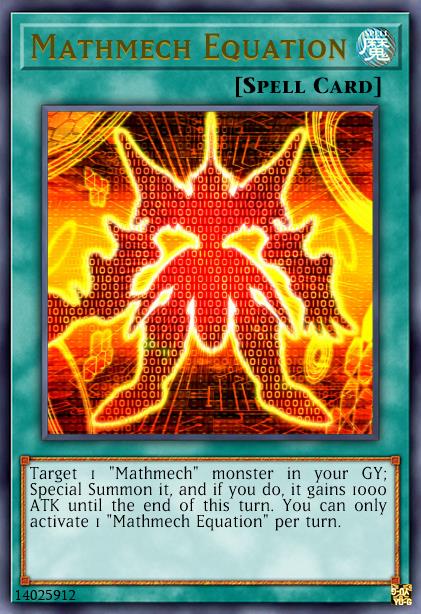 MATHMECH EQUATION
[SPELL CARD]
Target 1 "Mathmech" monster in your GY;
Special Summon it, and if you do, it gains 1000
ATK until the end of this turn. You can only
activate 1 "Mathmech Equation" per turn.
14025912